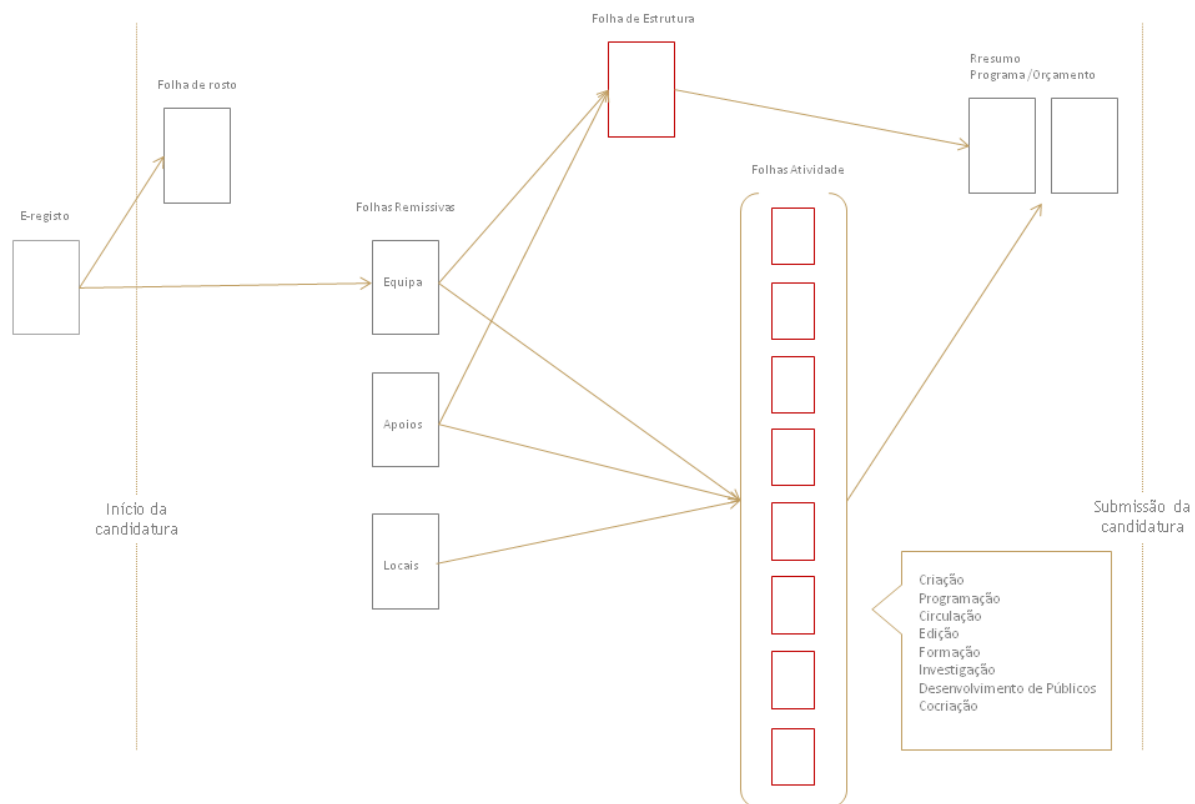 Folha de Estrutura
Rresumo
Programa /Orçamento
Folha de rosto
Folhas Atividade
E-registo
Folhas Remissivas
Equipa
Apoios
Início da
candidatura
Submissão da
candidatura
Locais
Criação
Programação
Circulação
Edição
Formação
Investigação
Desenvolvimento de Públicos
Cocriação